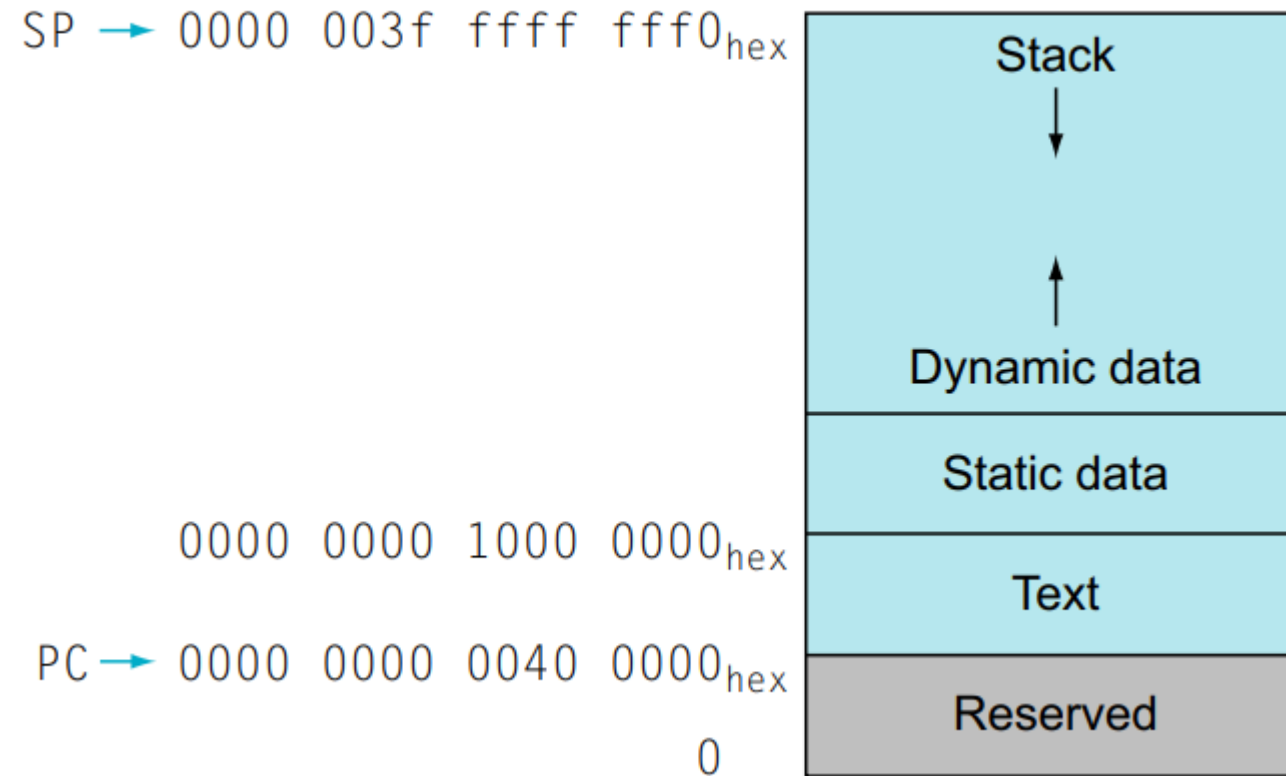 SP → 0000 003f ffff fff0hex
Stack
Dynamic data
Static data
0000 0000 1000 0000hex
Text
PC → 0000 0000 0040 0000hex
Reserved
0